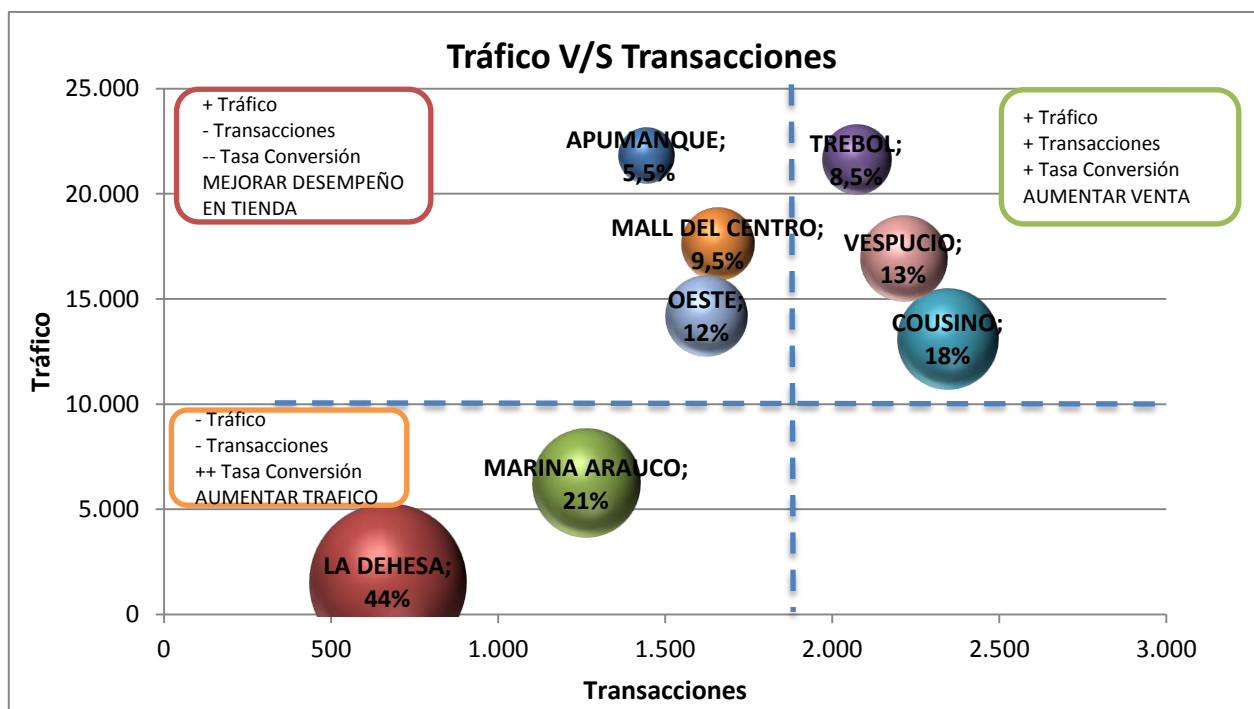 Tráfico V/S Transacciones
25.000
20.000
15.000
10.000
5.000
0
Tráfico
+ Tráfico
- Transacciones
-- Tasa Conversión
MEJORAR DESEMPEÑO
EN TIENDA
+ Tráfico
+ Transacciones
+ Tasa Conversión
AUMENTAR VENTA
APUMANQUE;
5,5%
TREBOL;
8,5%
MALL DEL CENTRO;
9,5%
VESPUCIO;
13%
OESTE;
12%
COUSINO;
18%
- Tráfico
- Transacciones
++ Tasa Conversión
AUMENTAR TRAFICO
MARINA ARAUCO;
21%
LA DEHESA;
44%
0
500
1.000
1.500
2.000
2.500
3.000
Transacciones